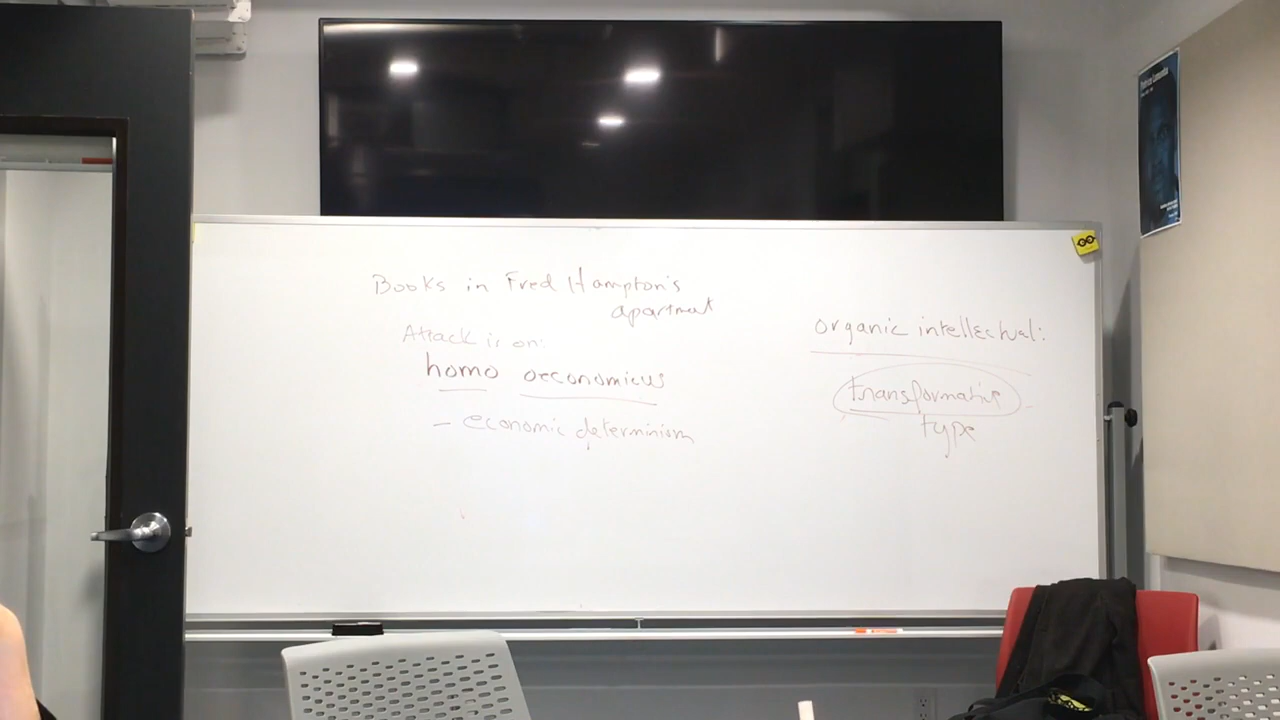 Books in Fred Hampton's
apartment
Attack is on:
homo oeconomicus
- economic determinism
organic intellectual:
transformative
type